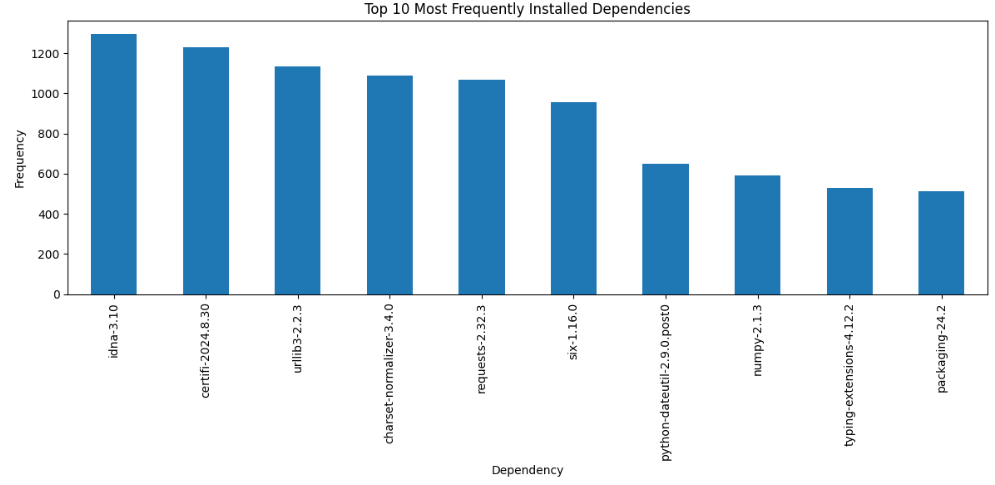 Top 10 Most Frequently Installed Dependencies
Frequency
1200
1000
800
600
400
200
0
idna-3.10
certifi-2024.8.30
urllib3-2.2.3
charset-normalizer-3.4.0
requests-2.32.3
six-1.16.0
python-dateutil-2.9.0.post0
numpy-2.1.3
typing-extensions-4.12.2
packaging-24.2
Dependency